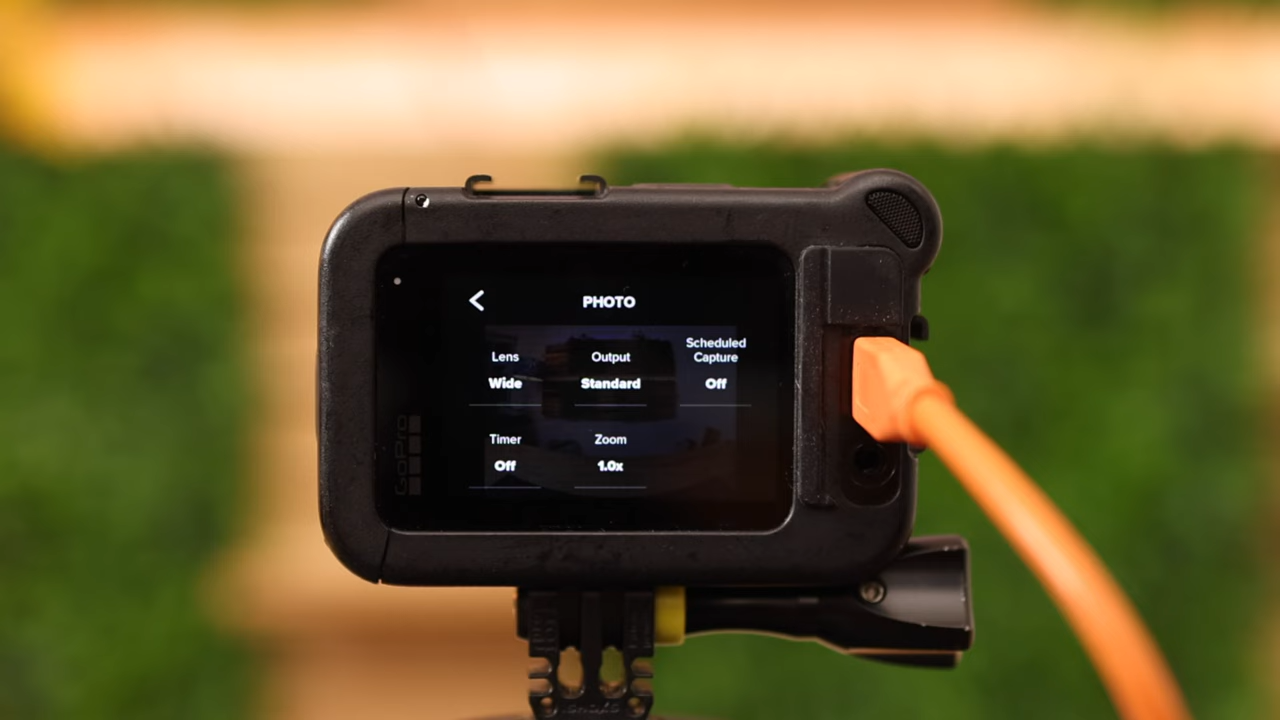 PHOTO
Lens
Wide
Output
Standard
Scheduled
Capture
Off
Timer
Off
Zoom
1.0x
GoPro